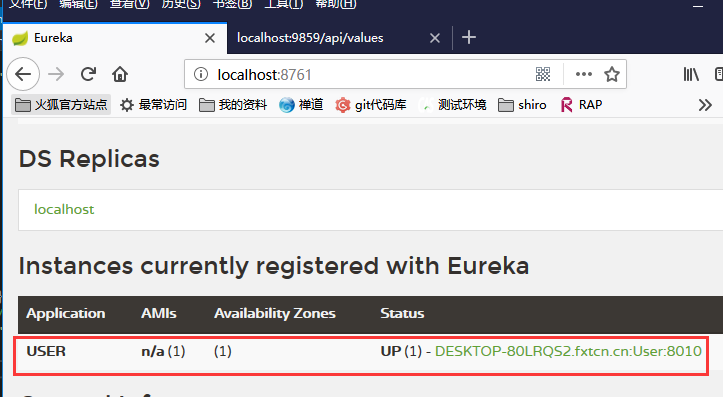 文件(F) 编辑(E) 查看(V) 历史(S) 书签(B) 工具(T) 帮助(H)
Eureka localhost:9859/api/values
localhost:8761
火狐官方站点 最常访问 我的资料 禅道 git代码库 测试环境 shiro RAP
DS Replicas
localhost
Instances currently registered with Eureka
Application AMIs Availability Zones Status
USER n/a (1) (1) UP (1) - DESKTOP-80LRQS2.fxtcn.cn:User:8010